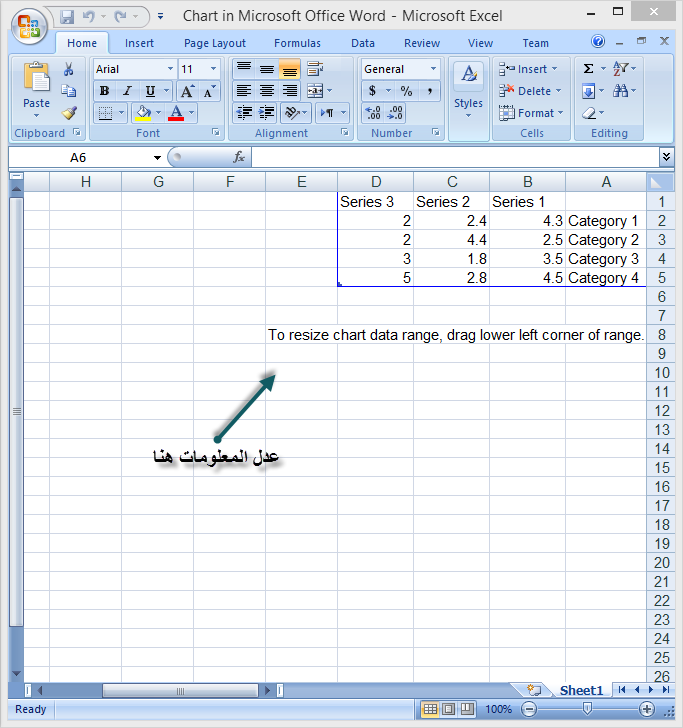 Chart in Microsoft Office Word - Microsoft Excel
Home Insert Page Layout Formulas Data Review View Team
Paste
Clipboard
Arial 11
B I U A A
A
Font
Alignment
General
$ % ,
.00 .0
Number
A
Styles
Insert
Delete
Format
Cells
Σ
Editing
A6 fx
H G F E D C B A
Series 3 Series 2 Series 1 1
2 2.4 4.3 Category 1 2
2 4.4 2.5 Category 2 3
3 1.8 3.5 Category 3 4
5 2.8 4.5 Category 4 5
6
7
To resize chart data range, drag lower left corner of range. 8
9
10
11
12
13
عدل المعلومات هنا
14
15
16
17
18
19
20
21
22
23
24
25
26
Sheet1
Ready 100%